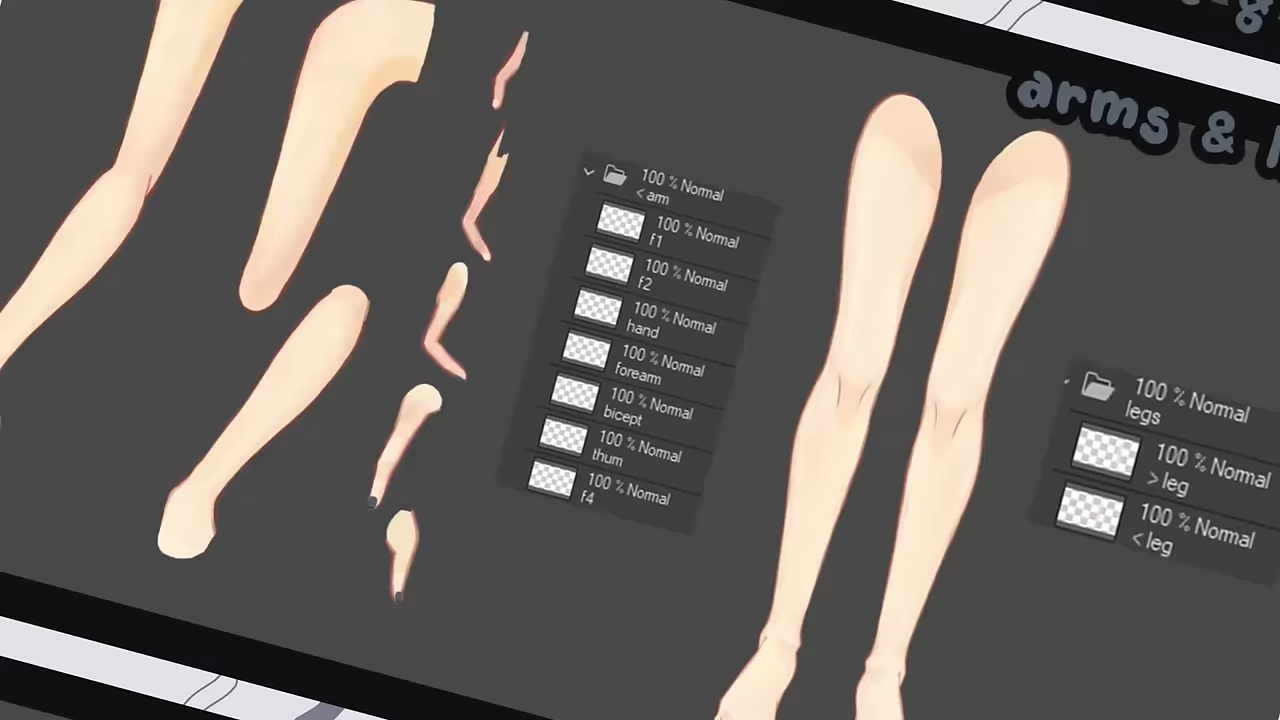 arms &
100 % Normal
< arm
100 % Normal
f1
100 % Normal
f2
100 % Normal
hand
100 % Normal
forearm
100 % Normal
bicept
100 % Normal
thum
100 % Normal
f4
100 % Normal
legs
100 % Normal
> leg
100 % Normal
< leg